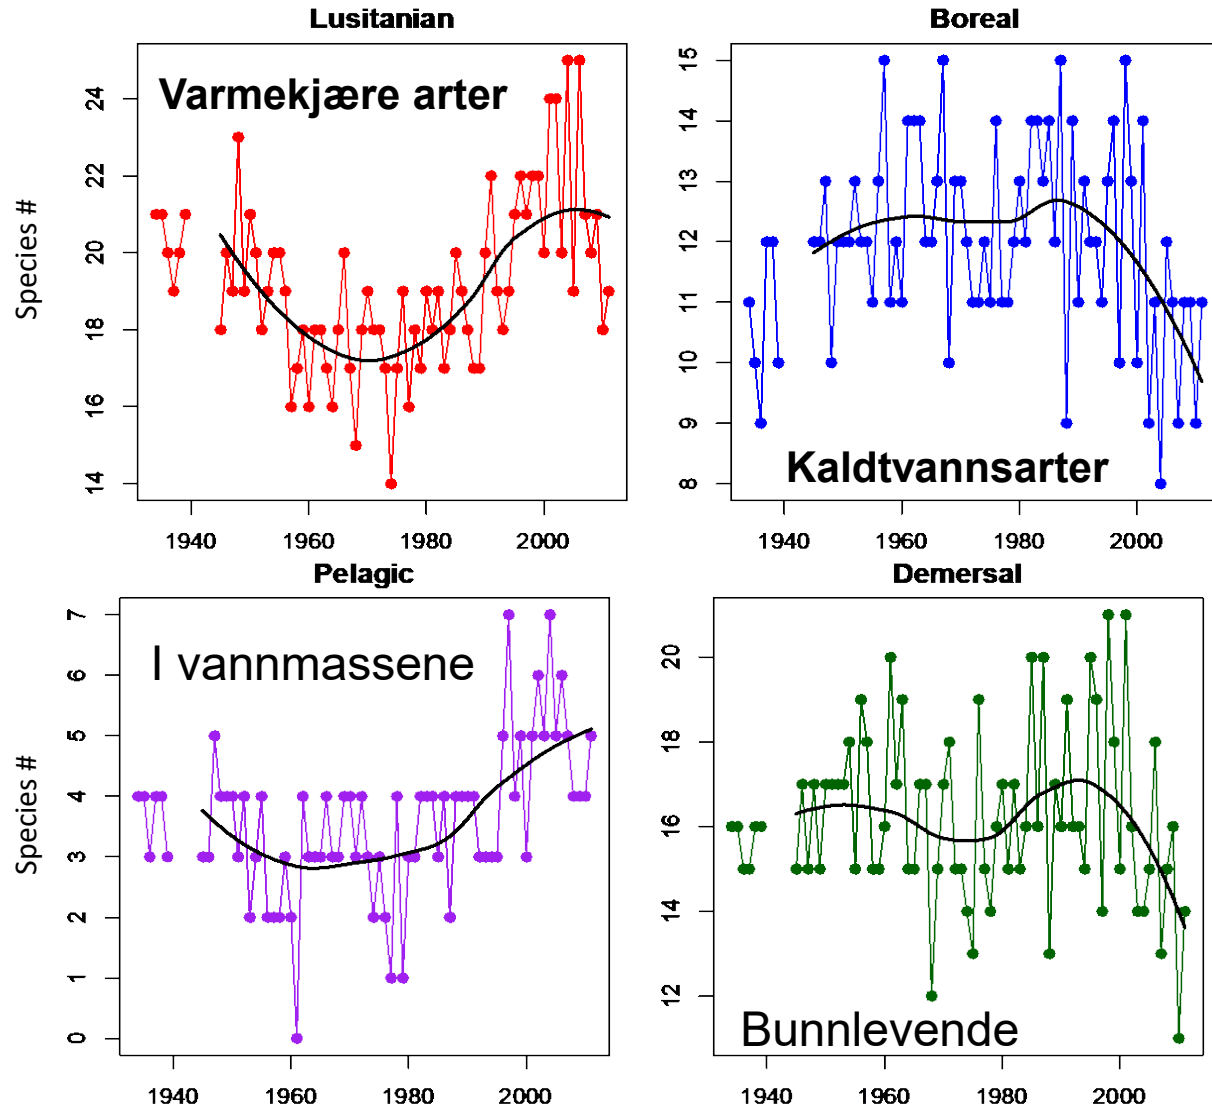 Lusitanian
Varmekjære arter
Species #
24
22
20
18
16
14
1940 1960 1980 2000
Boreal
Kaldtvannsarter
15
14
13
12
11
10
9
8
1940 1960 1980 2000
Pelagic
I vannmassene
Species #
7
6
5
4
3
2
1
0
1940 1960 1980 2000
Demersal
Bunnlevende
20
18
16
14
12
1940 1960 1980 2000